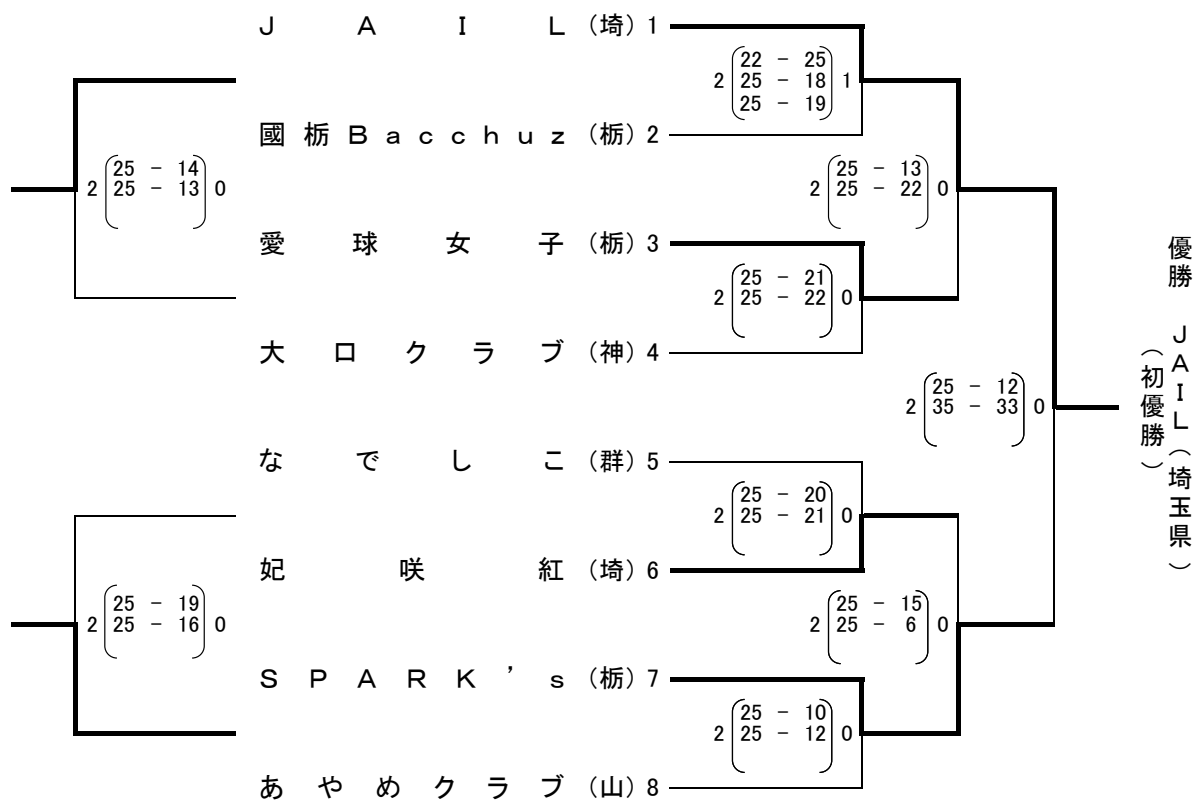 Ｊ Ａ Ｉ Ｌ （埼） 1
2 22 － 25 1
25 － 18
25 － 19
國 栃 Ｂ ａ ｃ ｃ ｈ ｕ ｚ （栃） 2
2 25 － 14 0
25 － 13
2 25 － 13 0
25 － 22
愛 球 女 子 （栃） 3
2 25 － 21 0
25 － 22
大 口 ク ラ ブ （神） 4
2 25 － 12 0
35 － 33
優勝 ＪＡＩＬ（埼玉県）
（初優勝）
な で し こ （群） 5
2 25 － 20 0
25 － 21
妃 咲 紅 （埼） 6
2 25 － 19 0
25 － 16
2 25 － 15 0
25 － 6
Ｓ Ｐ Ａ Ｒ Ｋ ’ ｓ （栃） 7
2 25 － 10 0
25 － 12
あ や め ク ラ ブ （山） 8